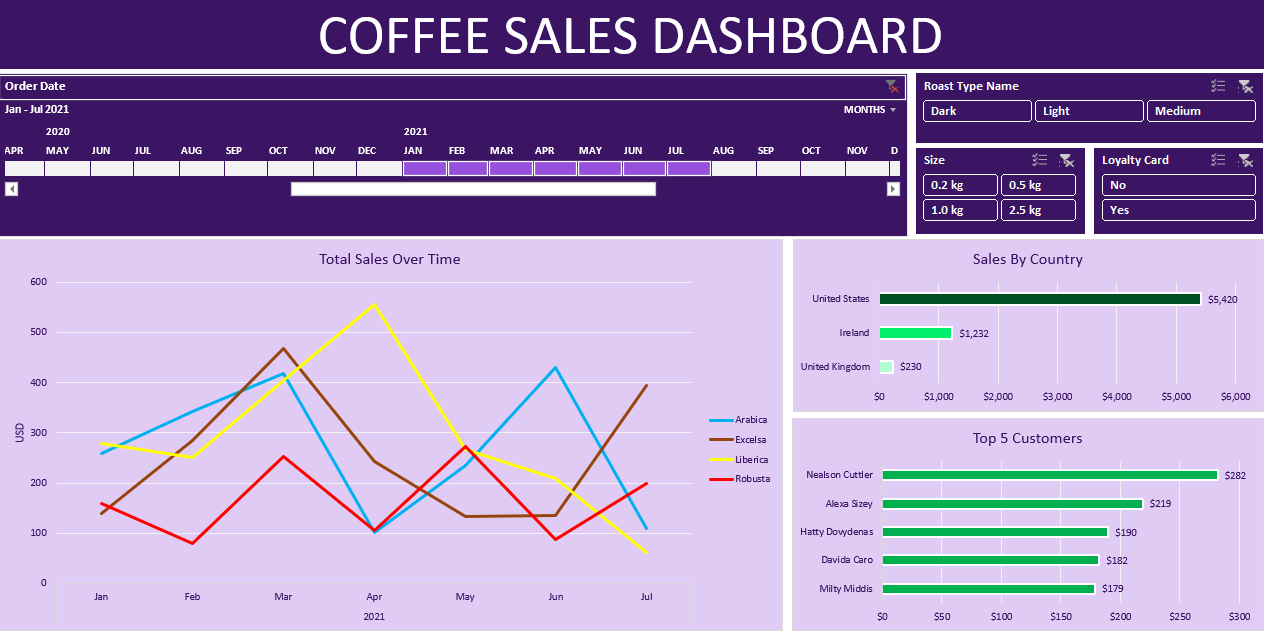 COFFEE SALES DASHBOARD
Order Date
Jan - Jul 2021
MONTHS
2020 2021
APR MAY JUN JUL AUG SEP OCT NOV DEC JAN FEB MAR APR MAY JUN JUL AUG SEP OCT NOV D
Roast Type Name
Dark Light Medium
Size
0.2 kg 0.5 kg
1.0 kg 2.5 kg
Loyalty Card
No
Yes
Total Sales Over Time
USD
600
500
400
300
200
100
0
Jan Feb Mar Apr May Jun Jul
2021
Arabica
Excelsa
Liberica
Robusta
Sales By Country
United States $5,420
Ireland $1,232
United Kingdom $230
$0 $1,000 $2,000 $3,000 $4,000 $5,000 $6,000
Top 5 Customers
Nealson Cuttler $282
Alexa Sizey $219
Hatty Dovydenas $190
Davida Caro $182
Milty Middis $179
$0 $50 $100 $150 $200 $250 $300